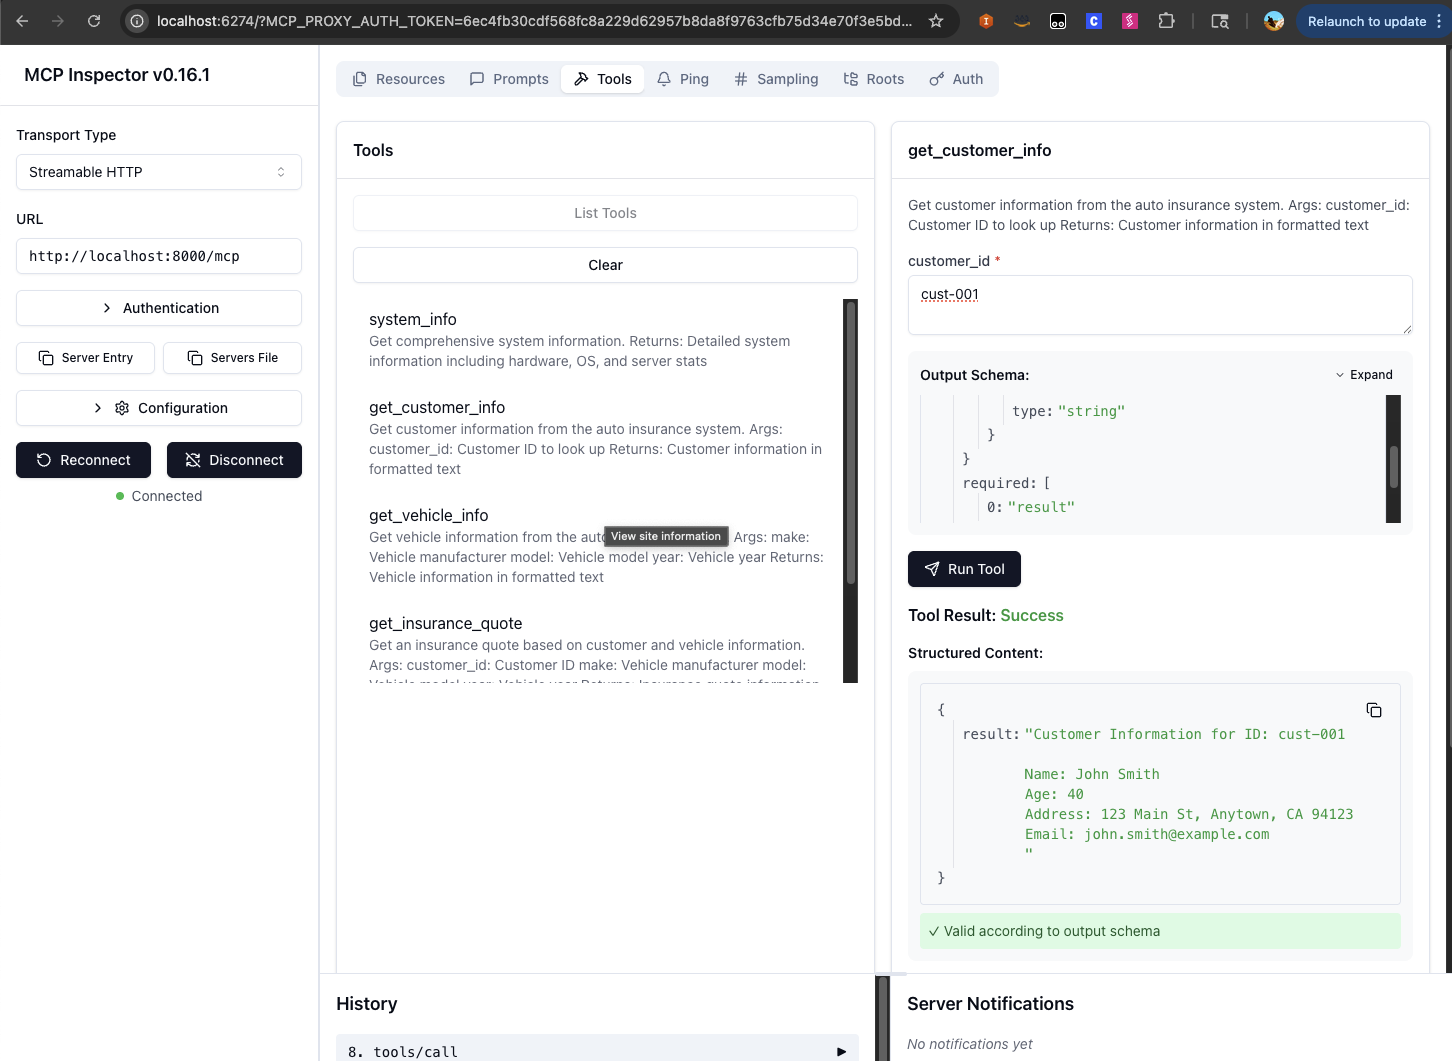 localhost:6274/?MCP_PROXY_AUTH_TOKEN=6ec4fb30cdf568fc8a229d62957b8da8f9763cfb75d34e70f3e5bd...
Relaunch to update
MCP Inspector v0.16.1
Transport Type
Streamable HTTP
URL
http://localhost:8000/mcp
Authentication
Server Entry
Servers File
Configuration
Reconnect
Disconnect
Connected
Resources
Prompts
Tools
Ping
Sampling
Roots
Auth
Tools
List Tools
Clear
system_info
Get comprehensive system information. Returns: Detailed system
information including hardware, OS, and server stats
get_customer_info
Get customer information from the auto insurance system. Args:
customer_id: Customer ID to look up Returns: Customer information in
formatted text
get_vehicle_info
Get vehicle information from the auto Args: make:
View site information
Vehicle manufacturer model: Vehicle model year: Vehicle year Returns:
Vehicle information in formatted text
get_insurance_quote
Get an insurance quote based on customer and vehicle information.
Args: customer_id: Customer ID make: Vehicle manufacturer model:
Vehicle model year: Vehicle year Returns: Insurance quote information
get_customer_info
Get customer information from the auto insurance system. Args: customer_id:
Customer ID to look up Returns: Customer information in formatted text
customer_id *
cust-001
Output Schema:
Expand
type: "string"
}
}
required: [
0: "result"
Run Tool
Tool Result: Success
Structured Content:
{
result: "Customer Information for ID: cust-001
Name: John Smith
Age: 40
Address: 123 Main St, Anytown, CA 94123
Email: john.smith@example.com
"
}
✓ Valid according to output schema
History
8. tools/call
Server Notifications
No notifications yet